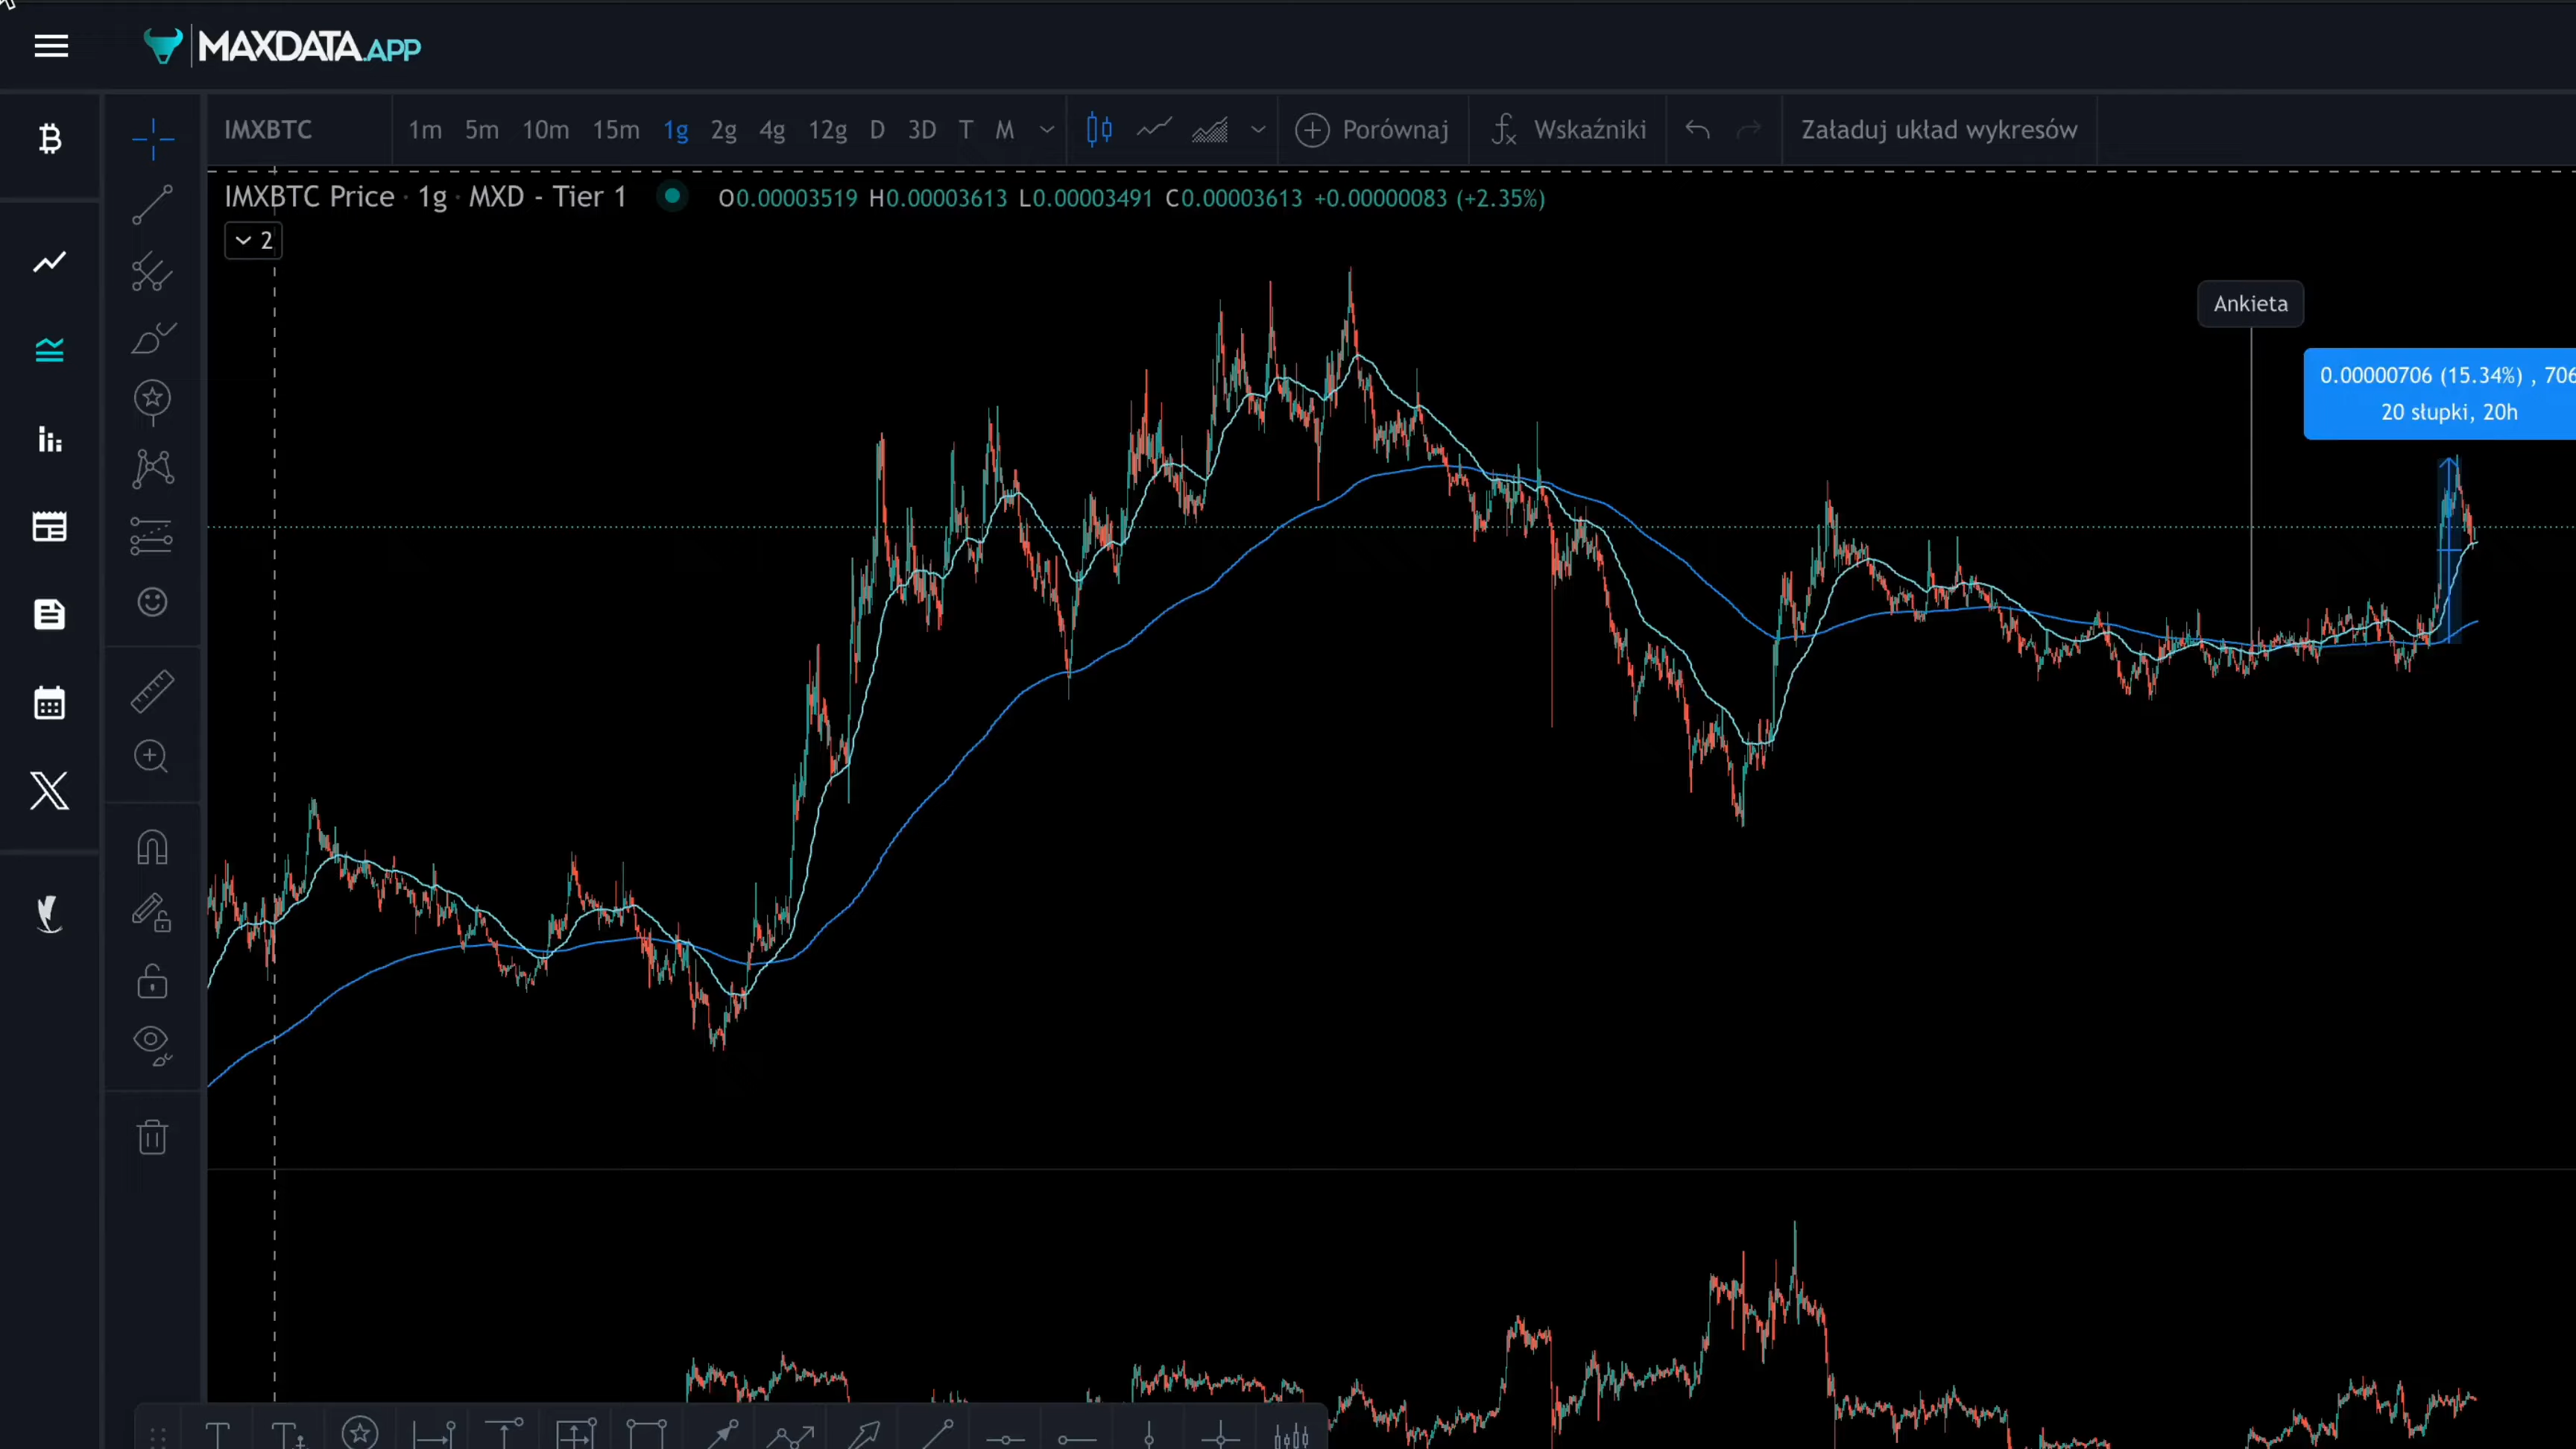 MAXDATA.APP
IMXBTC 1m 5m 10m 15m 1g 2g 4g 12g D 3D T M Porównaj Wskaźniki Załaduj układ wykresów
IMXBTC Price · 1g · MXD - Tier 1 O0.00003519 H0.00003613 L0.00003491 C0.00003613 +0.00000083 (+2.35%)
2
Ankieta
0.00000706 (15.34%) , 706
20 słupki, 20h